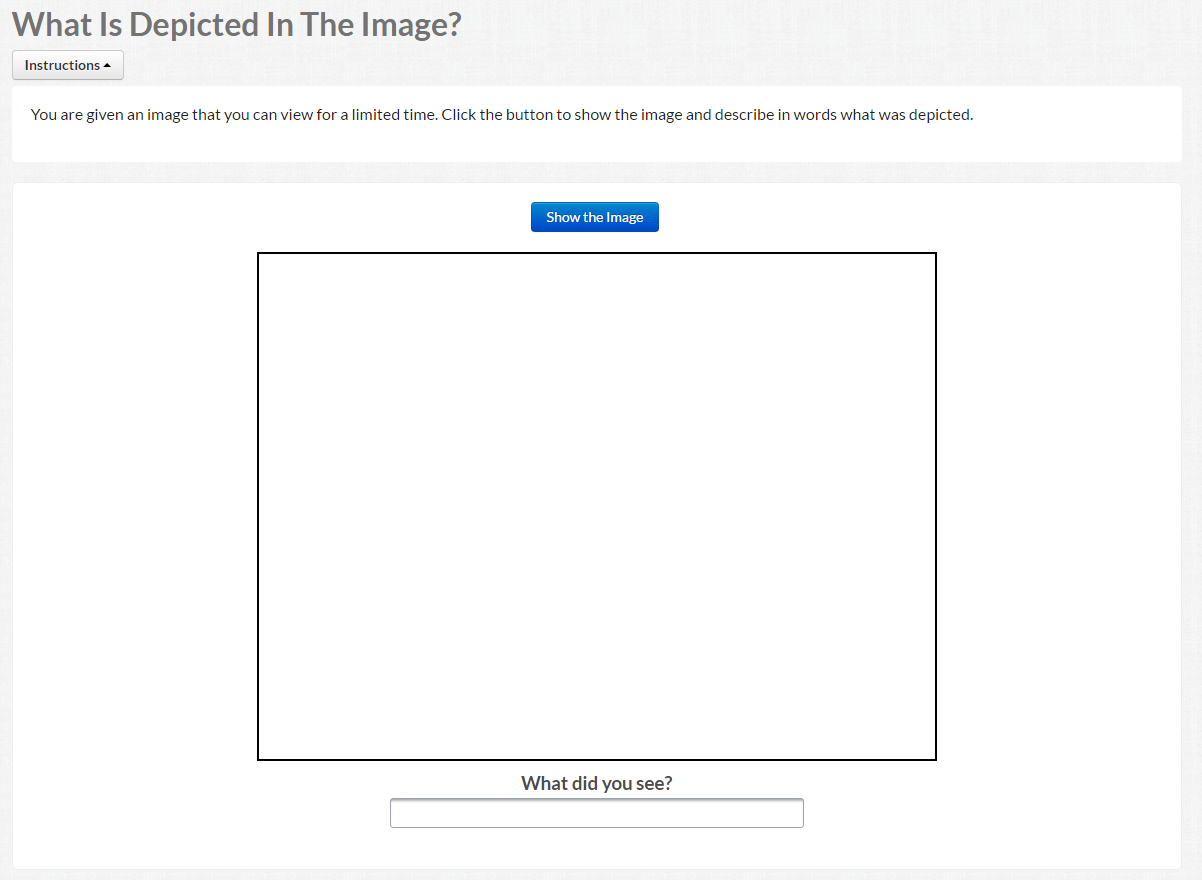 What Is Depicted In The Image?
Instructions
You are given an image that you can view for a limited time. Click the button to show the image and describe in words what was depicted.
Show the Image
What did you see?